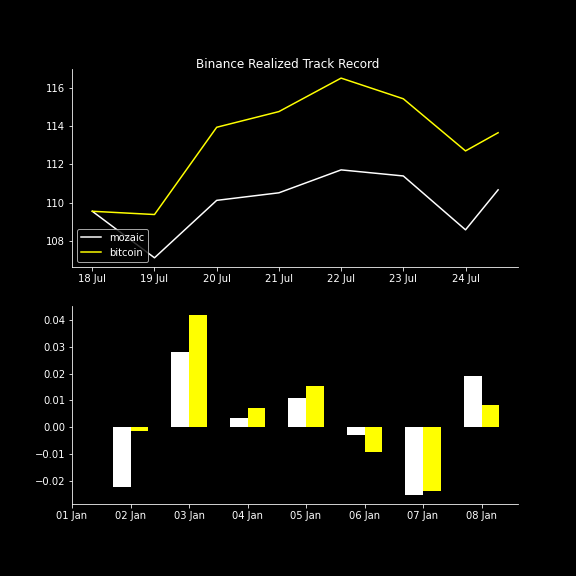 Binance Realized Track Record
116
114
112
110
108
mozaic
bitcoin
18 Jul 19 Jul 20 Jul 21 Jul 22 Jul 23 Jul 24 Jul
0.04
0.03
0.02
0.01
0.00
−0.01
−0.02
01 Jan 02 Jan 03 Jan 04 Jan 05 Jan 06 Jan 07 Jan 08 Jan